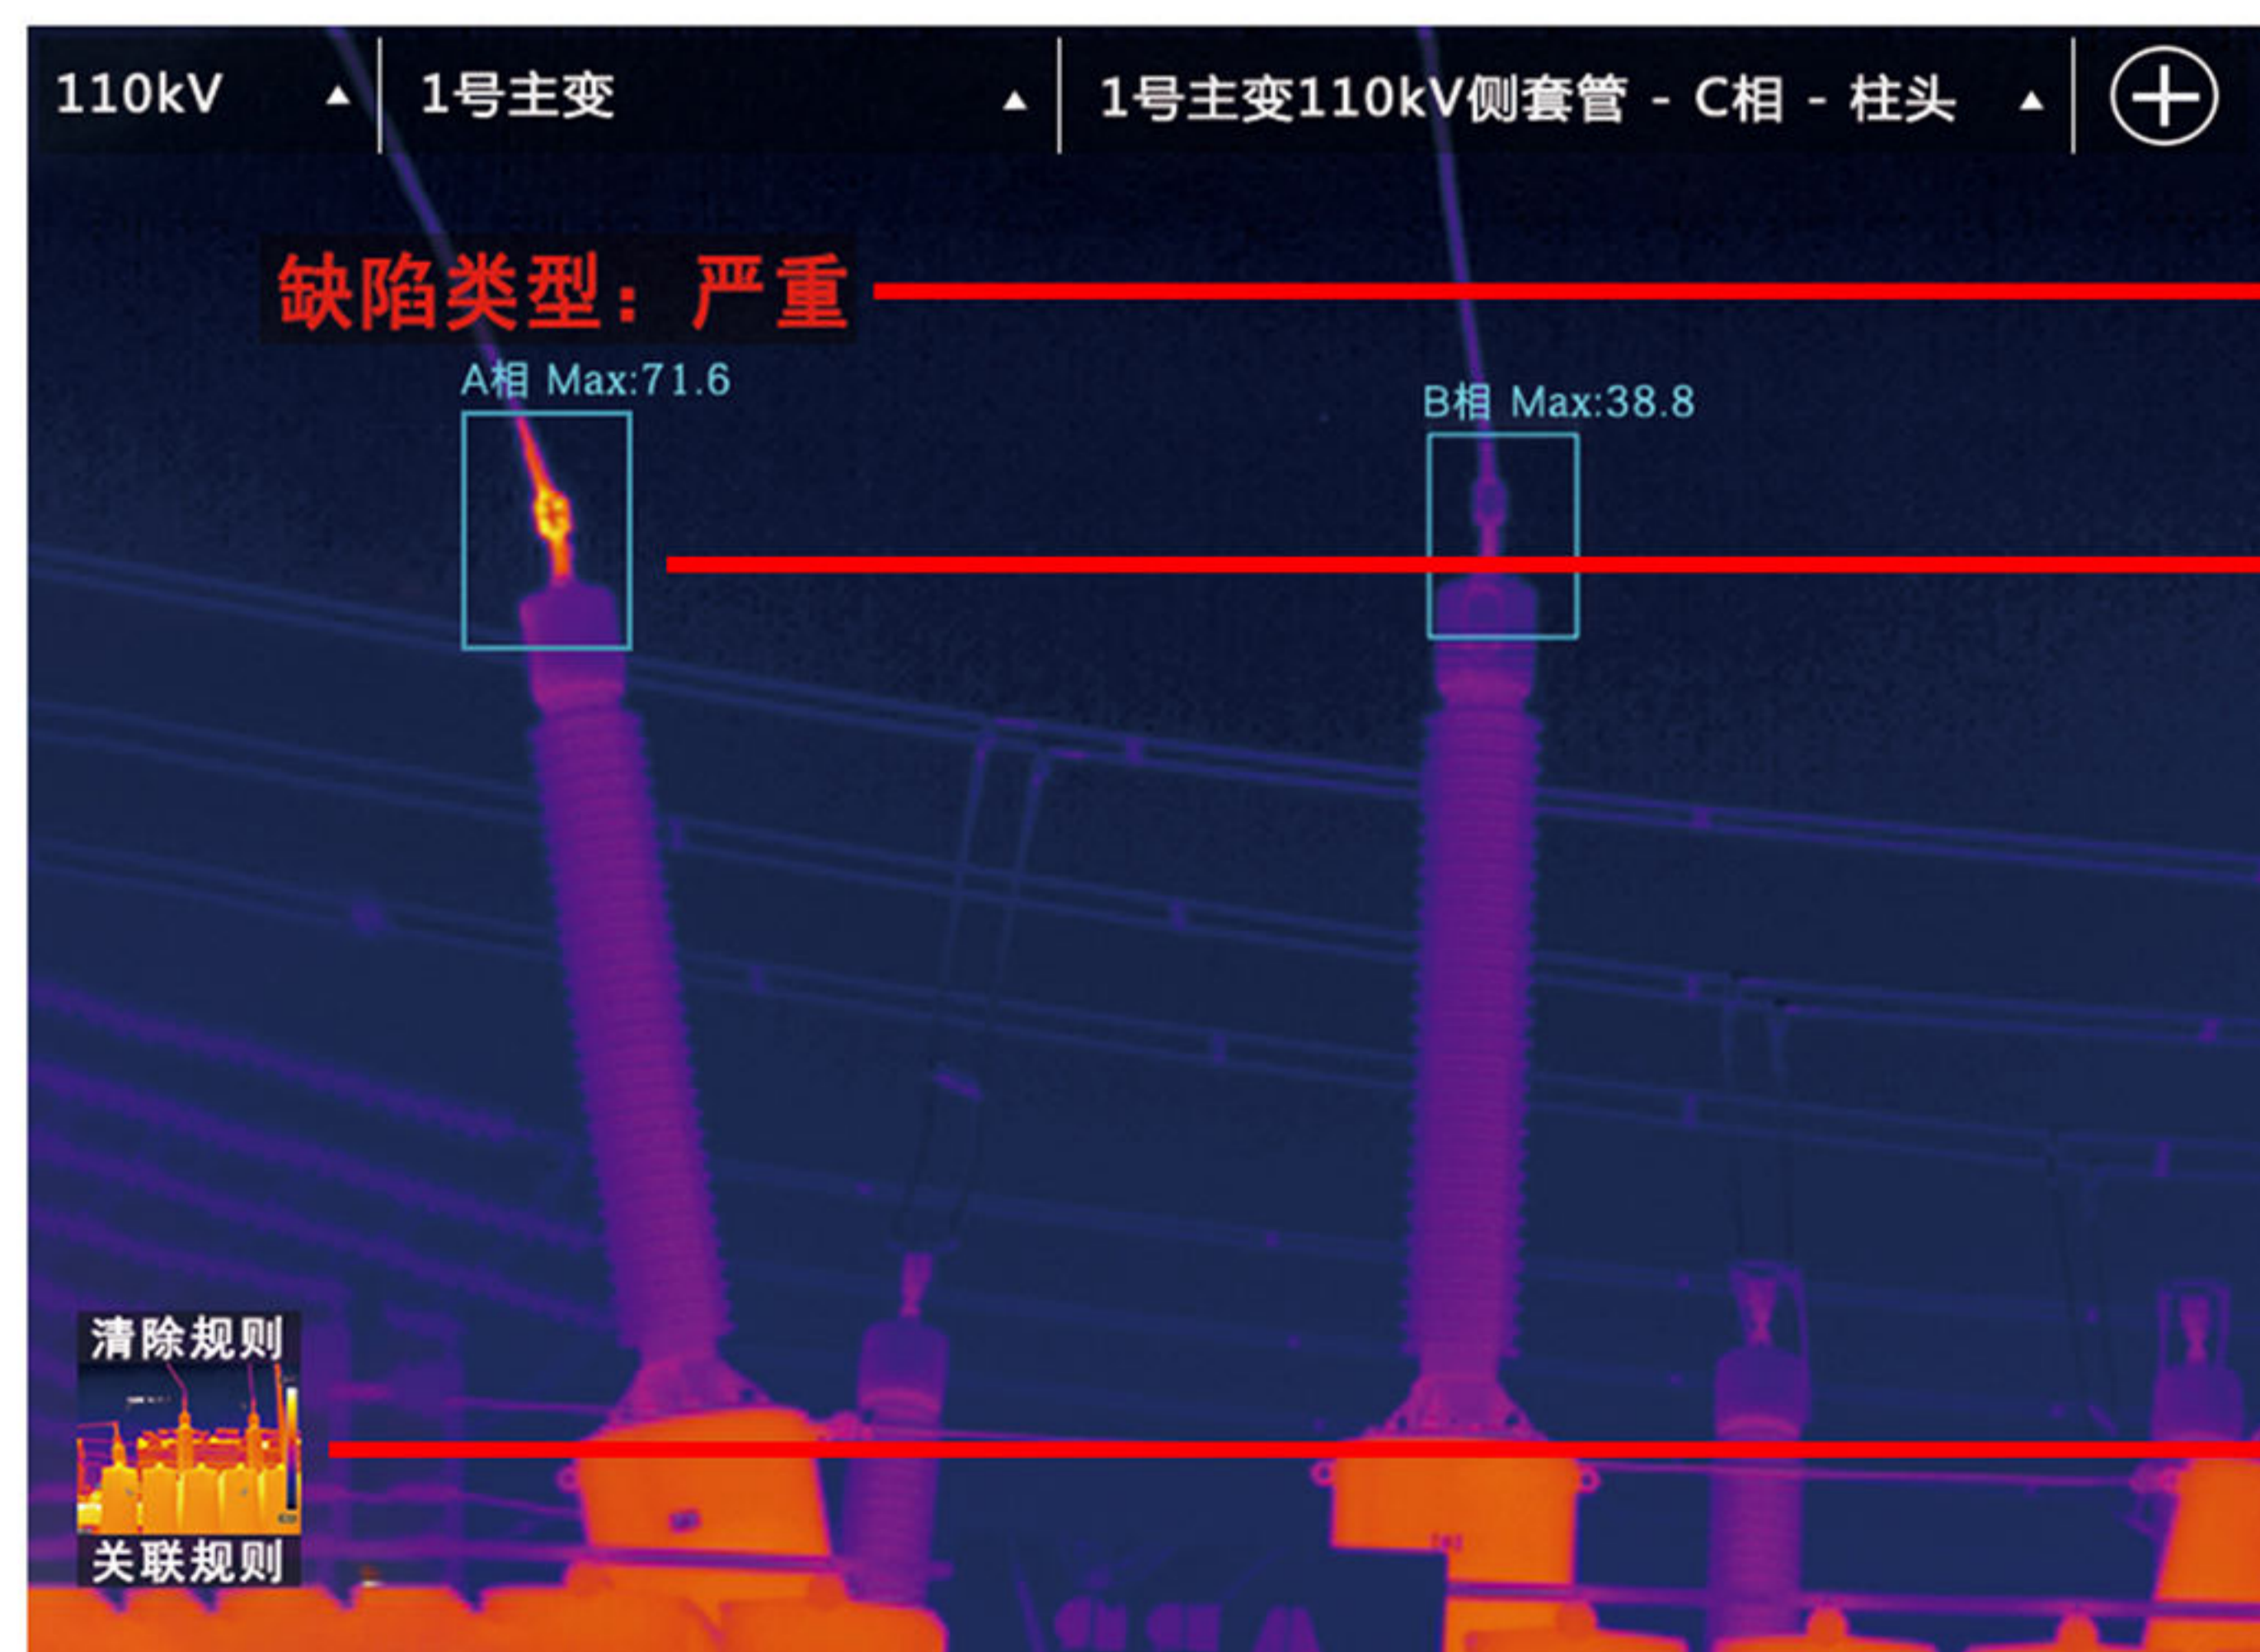 110kV ▲ 1号主变 ▲ 1号主变110kV侧套管 - C相 - 柱头 ▲
缺陷类型：严重
A相 Max:71.6
B相 Max:38.8
清除规则
关联规则